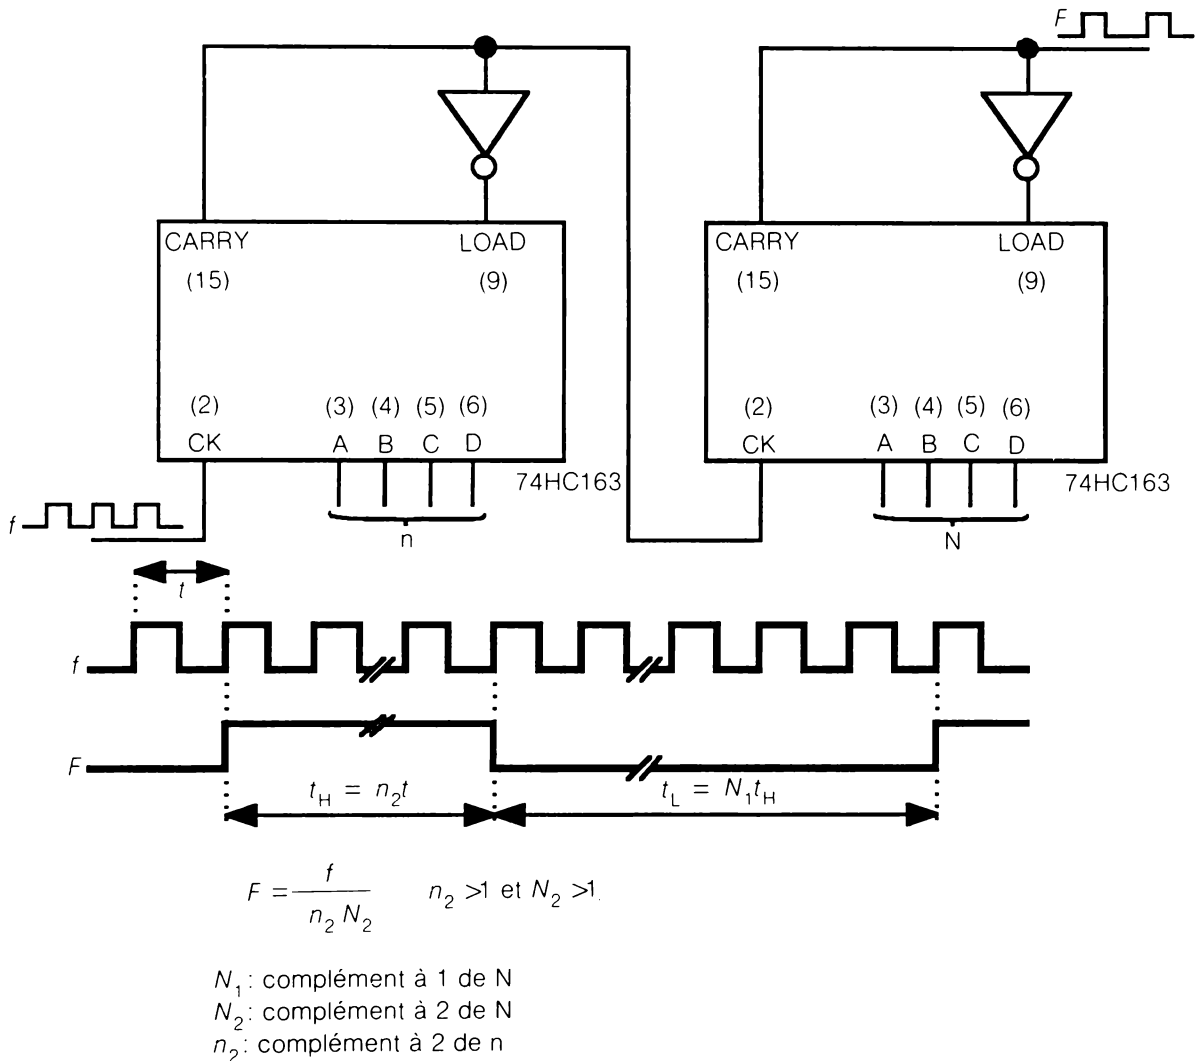 F
CARRY LOAD CARRY LOAD
(15) (9) (15) (9)
(2) (3) (4) (5) (6) (2) (3) (4) (5) (6)
CK A B C D CK A B C D
74HC163 74HC163
f n N
t
f
F
t_H = n_2t t_L = N_1t_H
F = f / n_2 N_2 n_2 >1 et N_2 >1.
N_1 : complément à 1 de N
N_2 : complément à 2 de N
n_2 : complément à 2 de n